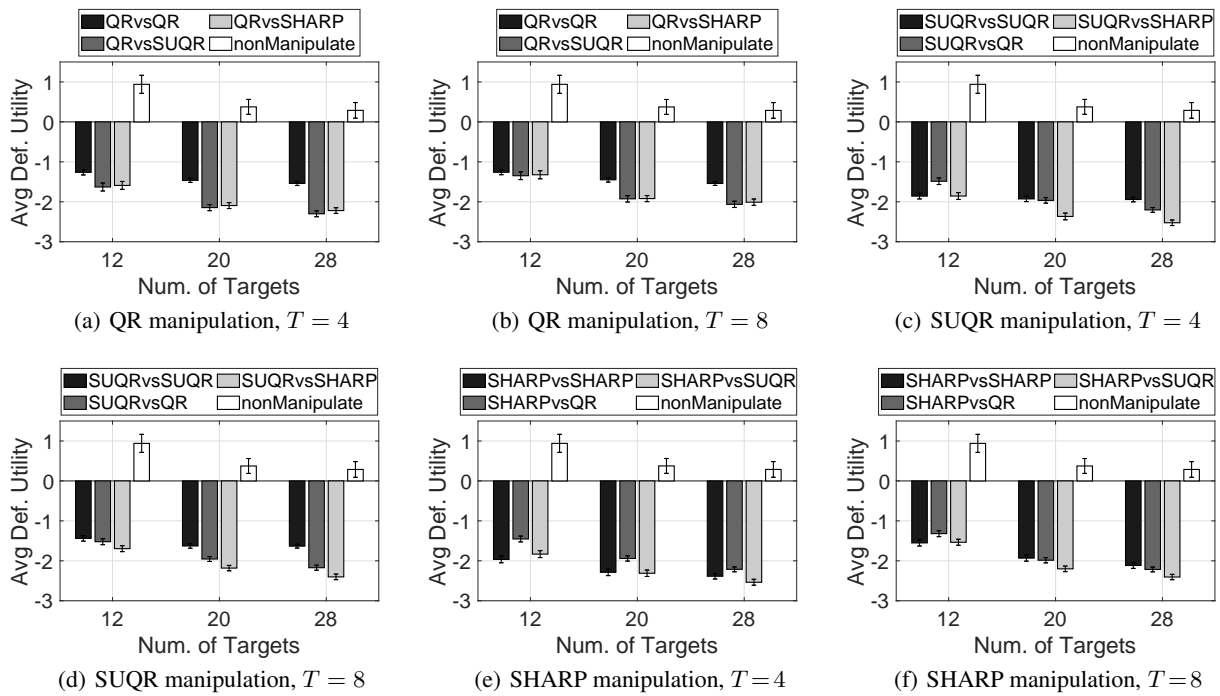 QRvsQR QRvsSHARP
QRvsSUQR nonManipulate
Avg Def. Utility
1
0
-1
-2
-3
12 20 28
Num. of Targets
(a) QR manipulation, T = 4
QRvsQR QRvsSHARP
QRvsSUQR nonManipulate
Avg Def. Utility
1
0
-1
-2
-3
12 20 28
Num. of Targets
(b) QR manipulation, T = 8
SUQRvsSUQR SUQRvsSHARP
SUQRvsQR nonManipulate
Avg Def. Utility
1
0
-1
-2
-3
12 20 28
Num. of Targets
(c) SUQR manipulation, T = 4
SUQRvsSUQR SUQRvsSHARP
SUQRvsQR nonManipulate
Avg Def. Utility
1
0
-1
-2
-3
12 20 28
Num. of Targets
(d) SUQR manipulation, T = 8
SHARPvsSHARP SHARPvsSUQR
SHARPvsQR nonManipulate
Avg Def. Utility
1
0
-1
-2
-3
12 20 28
Num. of Targets
(e) SHARP manipulation, T = 4
SHARPvsSHARP SHARPvsSUQR
SHARPvsQR nonManipulate
Avg Def. Utility
1
0
-1
-2
-3
12 20 28
Num. of Targets
(f) SHARP manipulation, T = 8